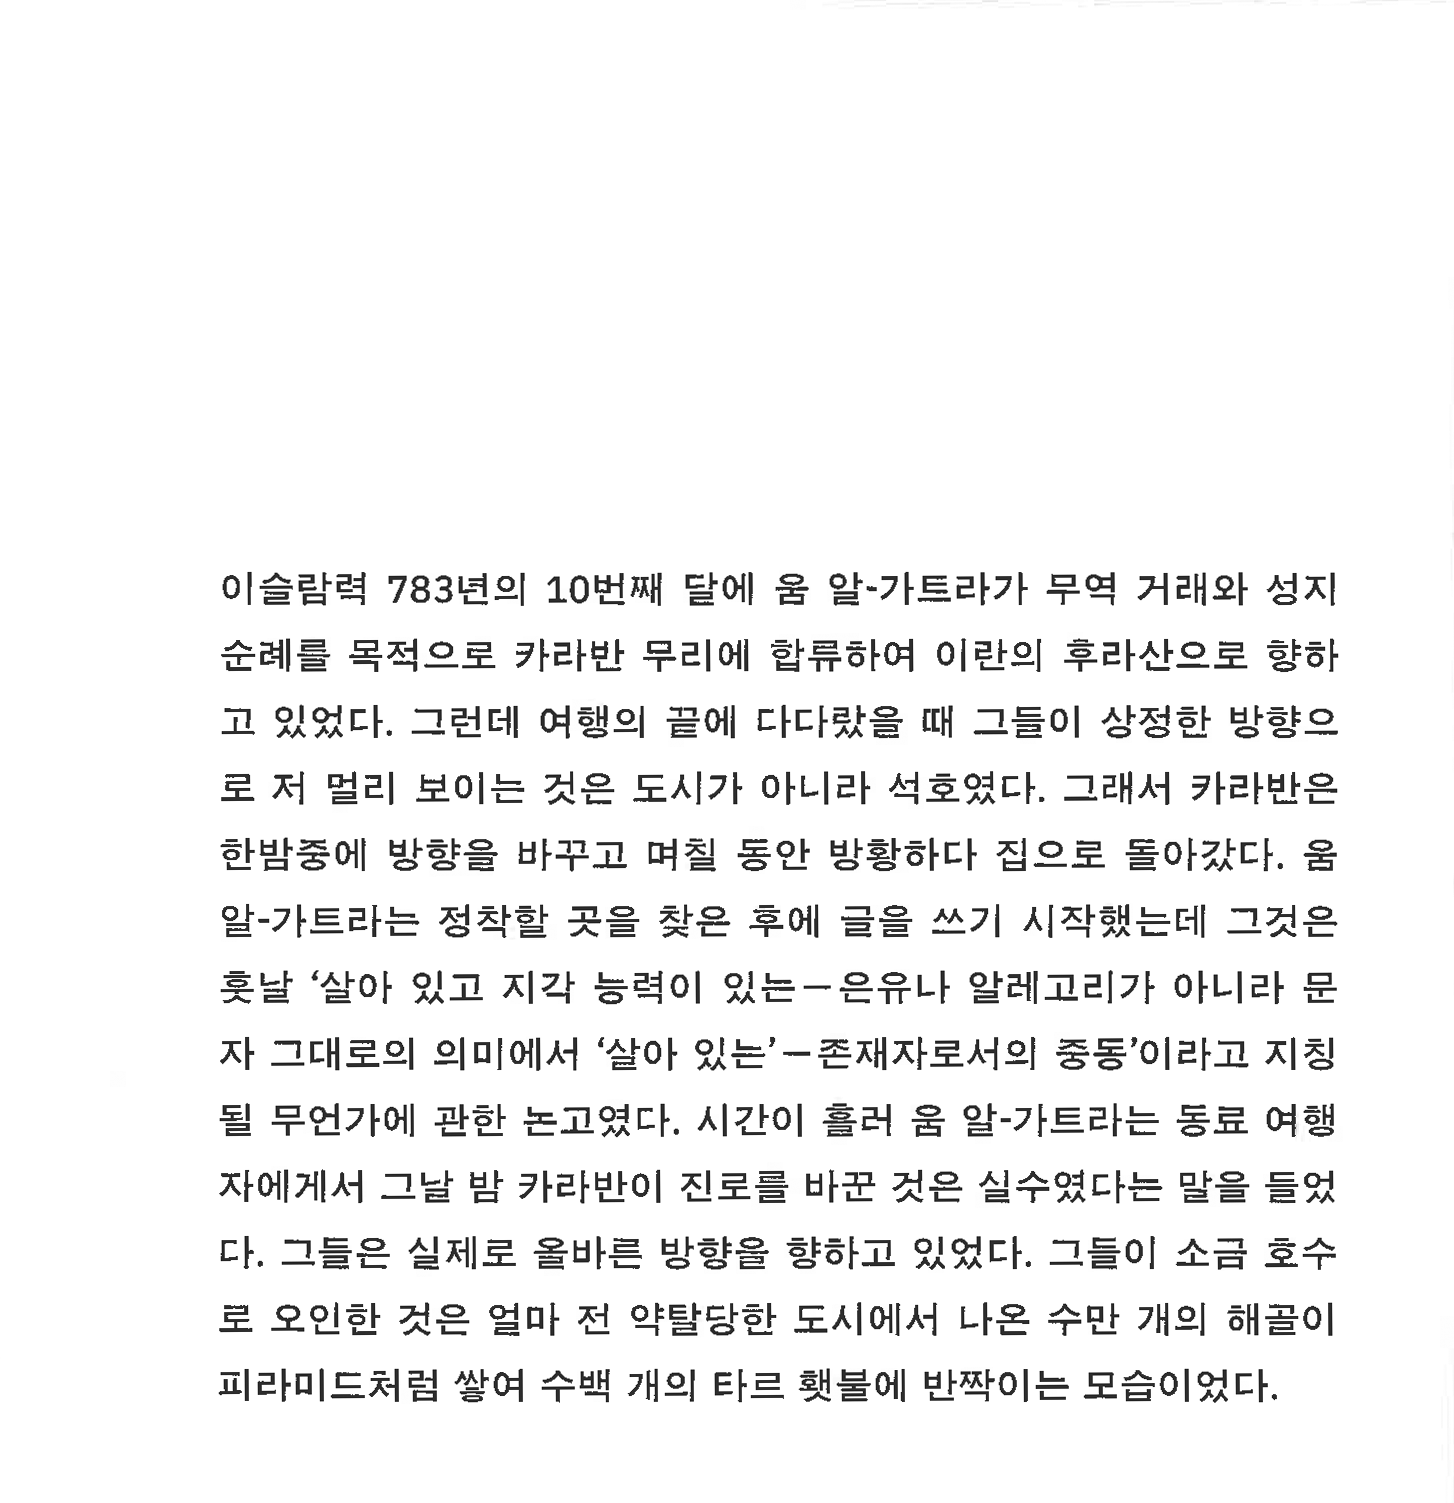 이슬람력 783년의 10번째 달에 움 알-가트라가 무역 거래와 성지
순례를 목적으로 카라반 무리에 합류하여 이란의 후라산으로 향하
고 있었다. 그런데 여행의 끝에 다다랐을 때 그들이 상정한 방향으
로 저 멀리 보이는 것은 도시가 아니라 석호였다. 그래서 카라반은
한밤중에 방향을 바꾸고 며칠 동안 방황하다 집으로 돌아갔다. 움
알-가트라는 정착할 곳을 찾은 후에 글을 쓰기 시작했는데 그것은
훗날 ‘살아 있고 지각 능력이 있는—은유나 알레고리가 아니라 문
자 그대로의 의미에서 ‘살아 있는’—존재자로서의 중동’이라고 지칭
될 무언가에 관한 논고였다. 시간이 흘러 움 알-가트라는 동료 여행
자에게서 그날 밤 카라반이 진로를 바꾼 것은 실수였다는 말을 들었
다. 그들은 실제로 올바른 방향을 향하고 있었다. 그들이 소금 호수
로 오인한 것은 얼마 전 약탈당한 도시에서 나온 수만 개의 해골이
피라미드처럼 쌓여 수백 개의 타르 횃불에 반짝이는 모습이었다.